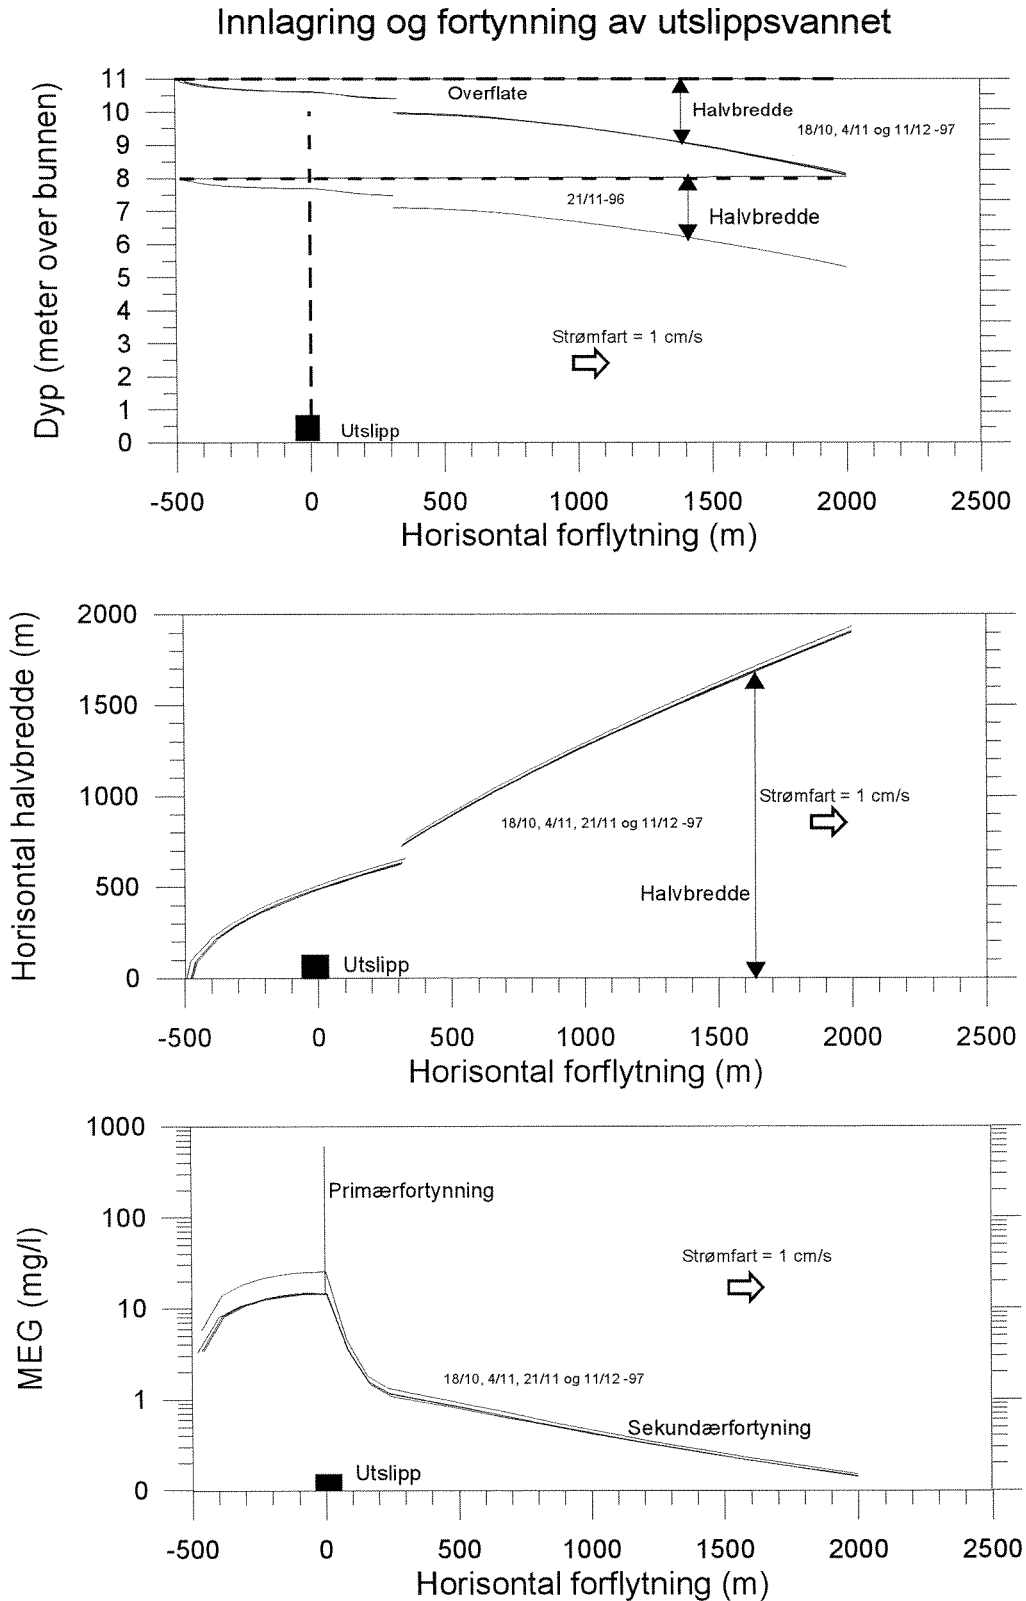 Innlagring og fortynning av utslippsvannet
11
10
9
8
7
6
5
4
3
2
1
0
Dyp (meter over bunnen)
Overflate
Halvbredde
18/10, 4/11 og 11/12 -97
21/11-96
Halvbredde
Strømfart = 1 cm/s
Utslipp
-500 0 500 1000 1500 2000 2500
Horisontal forflytning (m)
2000
1500
1000
500
0
Horisontal halvbredde (m)
Strømfart = 1 cm/s
18/10, 4/11, 21/11 og 11/12 -97
Halvbredde
Utslipp
-500 0 500 1000 1500 2000 2500
Horisontal forflytning (m)
1000
100
10
1
0
MEG (mg/l)
Primærfortynning
Strømfart = 1 cm/s
18/10, 4/11, 21/11 og 11/12 -97
Sekundærfortyning
Utslipp
-500 0 500 1000 1500 2000 2500
Horisontal forflytning (m)